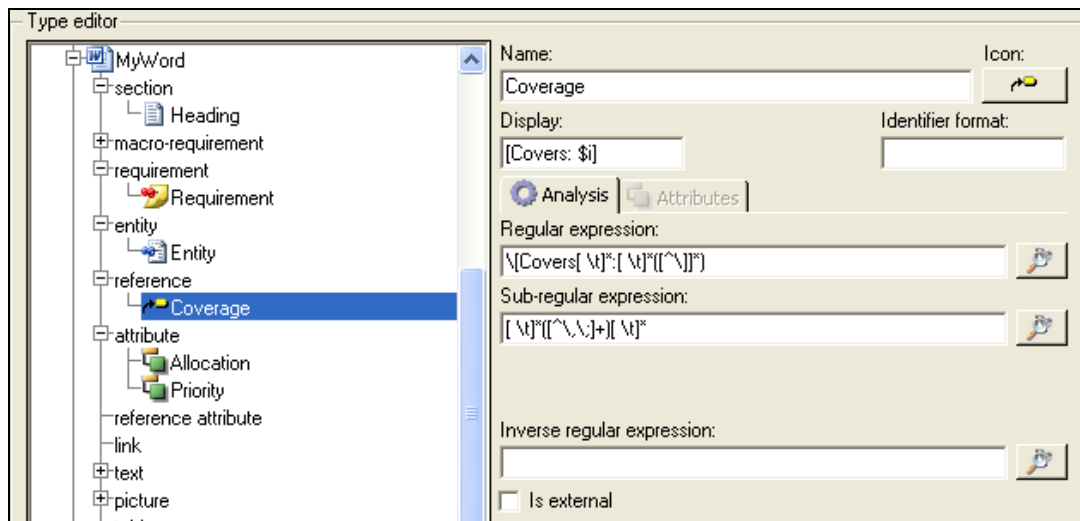 Type editor
MyWord
section
Heading
macro-requirement
requirement
Requirement
entity
Entity
reference
Coverage
attribute
Allocation
Priority
reference attribute
link
text
picture
Name:
Icon:
Coverage
Display:
Identifier format:
[Covers: $i]
Analysis
Attributes
Regular expression:
\[Covers[ \t]*:[ \t]*([^\]]*)
Sub-regular expression:
[ \t]*([^\,\;]+)[ \t]*
Inverse regular expression:
Is external